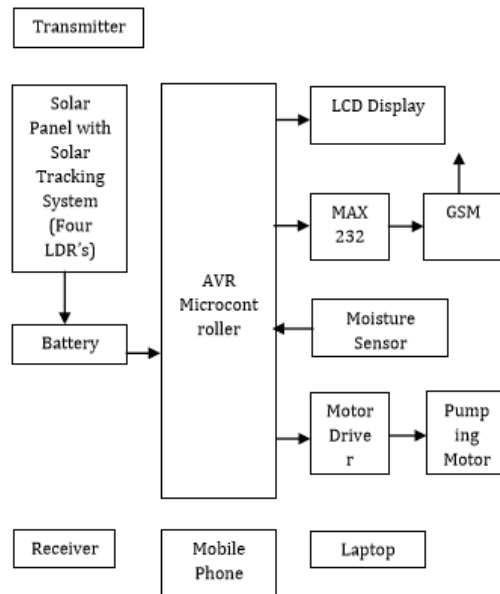 Transmitter
Solar
Panel with
Solar
Tracking
System
(Four
LDR's)
Battery
AVR
Microcont
roller
LCD Display
MAX
232
GSM
Moisture
Sensor
Motor
Drive
r
Pump
ing
Motor
Receiver
Mobile
Phone
Laptop